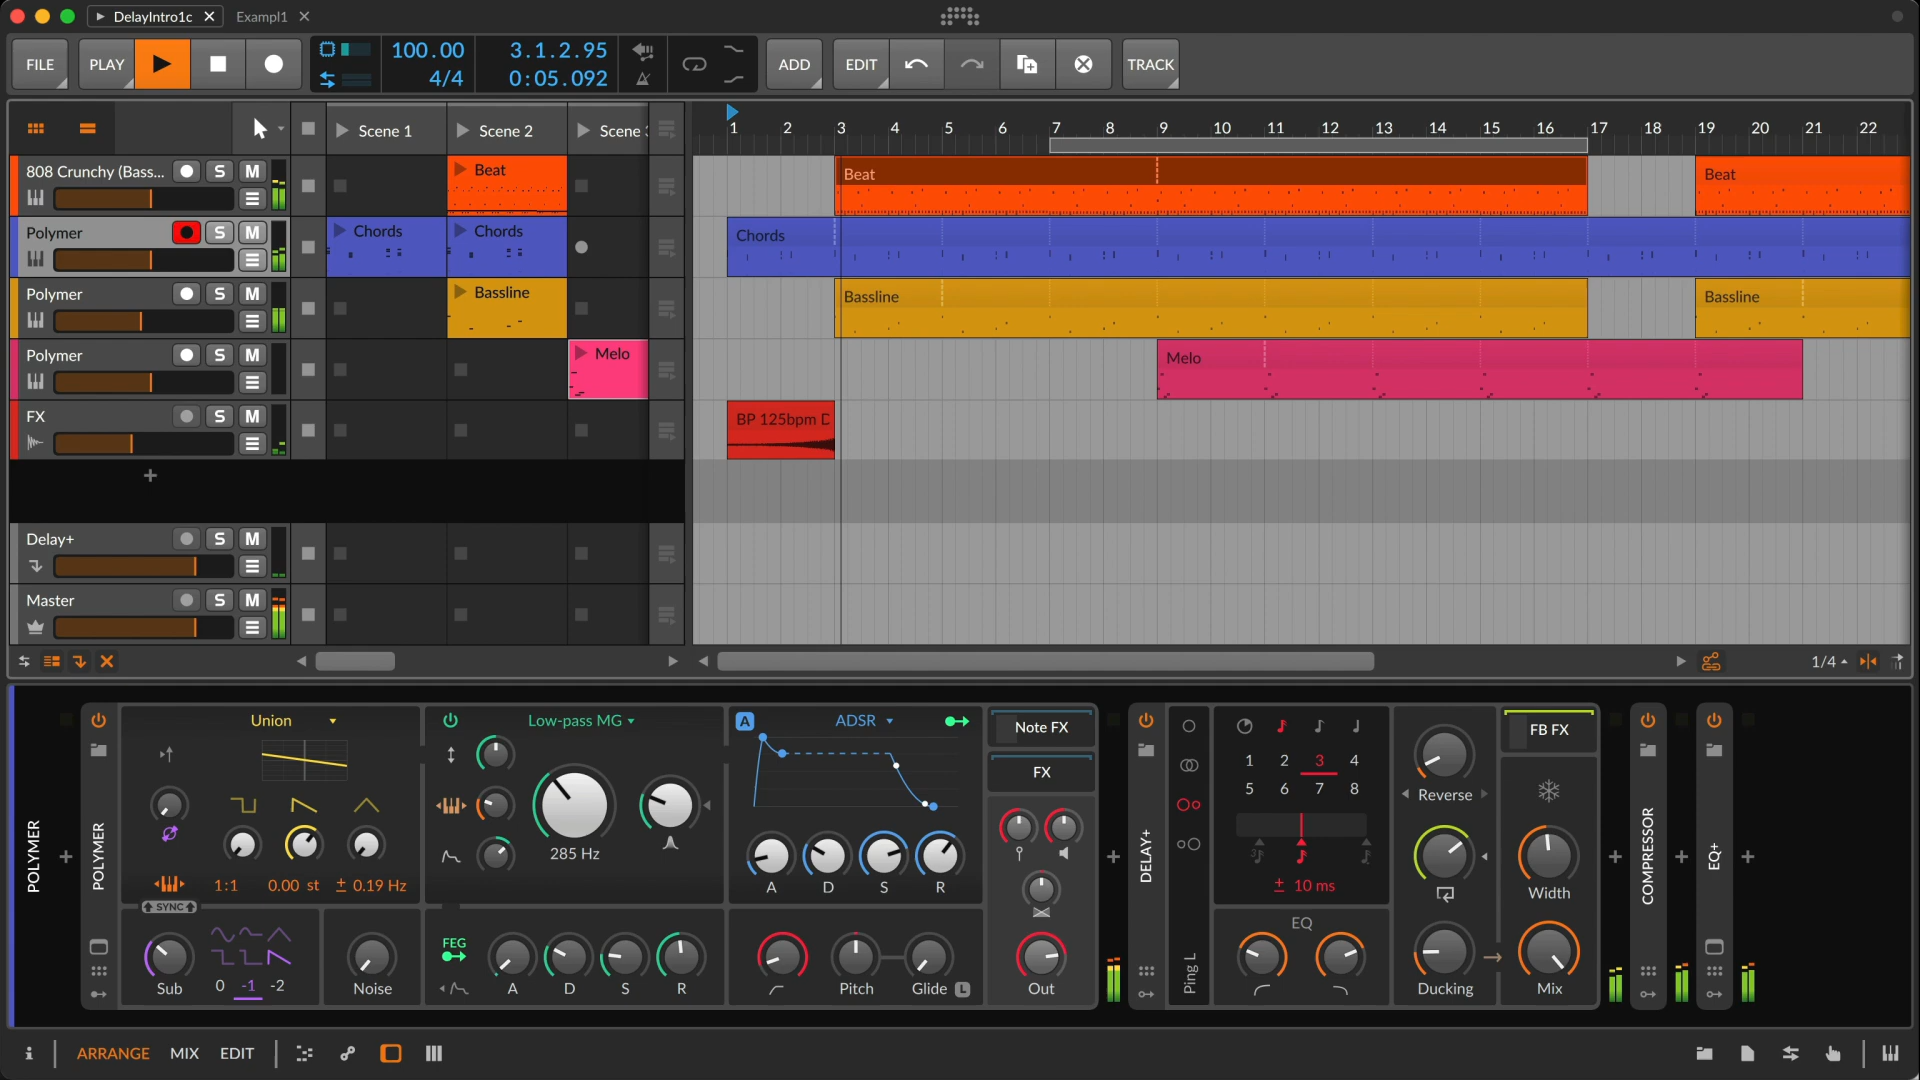 DelayIntro1c
Exampl1
FILE
PLAY
100.00
4/4
3.1.2.95
0:05.092
ADD
EDIT
TRACK
Scene 1
Scene 2
Scene
1 2 3 4 5 6 7 8 9 10 11 12 13 14 15 16 17 18 19 20 21 22
808 Crunchy (Bass...
S M
Beat
Beat
Beat
Polymer
S M
Chords
Chords
Chords
Polymer
S M
Bassline
Bassline
Bassline
Polymer
S M
Melo
Melo
FX
S M
BP 125bpm D
+
Delay+
S M
Master
S M
1/4
POLYMER
POLYMER
Union
1:1
0.00 st
± 0.19 Hz
SYNC
Sub
0 -1 -2
Noise
Low-pass MG
285 Hz
FEG
A D S R
A
ADSR
A D S R
Pitch
Glide
L
Note FX
FX
Out
DELAY+
Ping L
1 2 3 4
5 6 7 8
± 10 ms
EQ
Reverse
Ducking
FB FX
Width
Mix
COMPRESSOR
EQ+
i
ARRANGE
MIX
EDIT